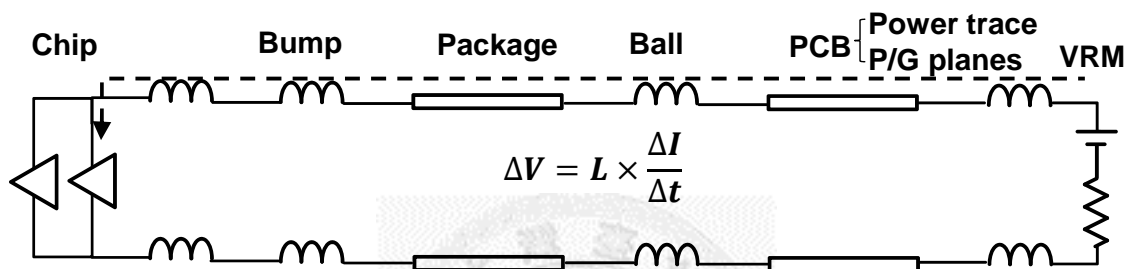 Chip
Bump
Package
Ball
PCB
Power trace
P/G planes
VRM
ΔV = L × ΔI/Δt